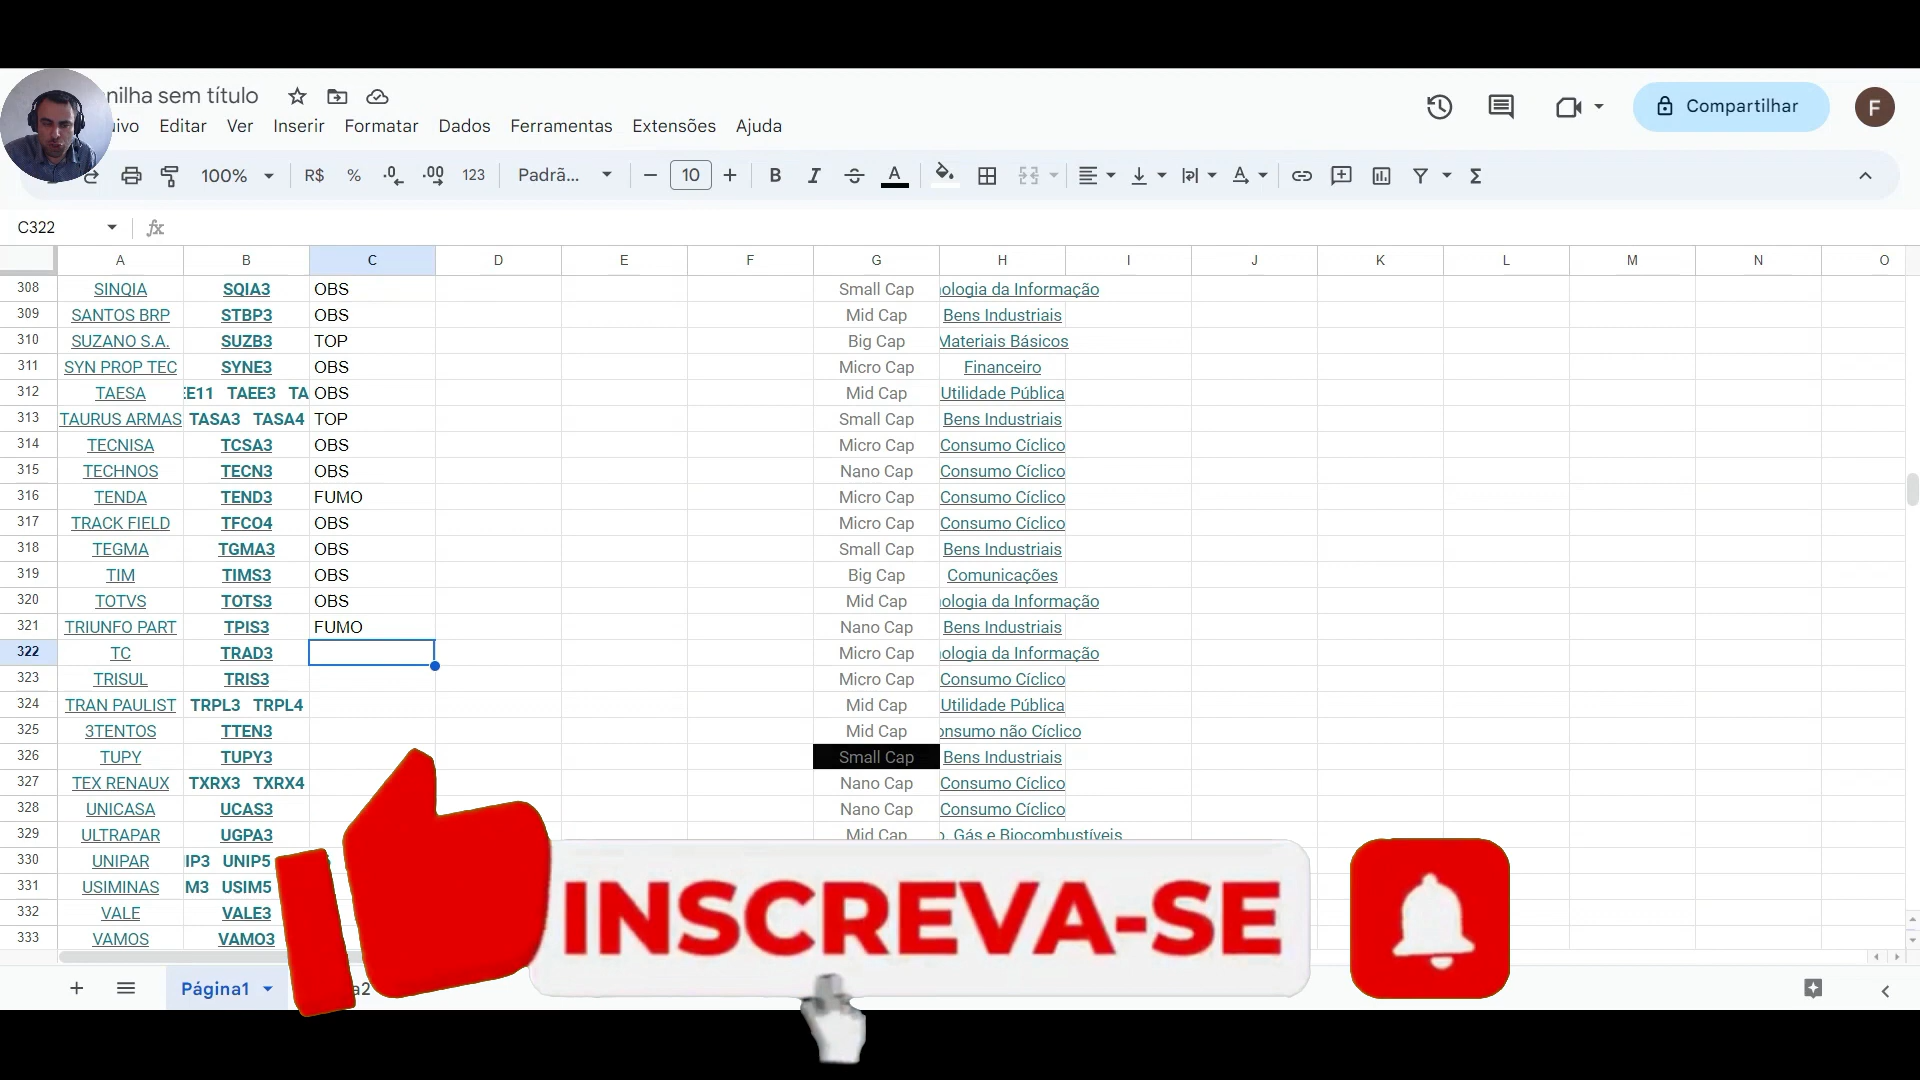 nilha sem título
ivo Editar Ver Inserir Formatar Dados Ferramentas Extensões Ajuda
Compartilhar
F
100% R$ % .0 .00 123 Padrã... 10 B I S A Σ
C322 fx
A B C D E F G H I J K L M N O
308 SINQIA SQIA3 OBS Small Cap ologia da Informação
309 SANTOS BRP STBP3 OBS Mid Cap Bens Industriais
310 SUZANO S.A. SUZB3 TOP Big Cap Materiais Básicos
311 SYN PROP TEC SYNE3 OBS Micro Cap Financeiro
312 TAESA EE11 TAEE3 TA OBS Mid Cap Utilidade Pública
313 TAURUS ARMAS TASA3 TASA4 TOP Small Cap Bens Industriais
314 TECNISA TCSA3 OBS Micro Cap Consumo Cíclico
315 TECHNOS TECN3 OBS Nano Cap Consumo Cíclico
316 TENDA TEND3 FUMO Micro Cap Consumo Cíclico
317 TRACK FIELD TFCO4 OBS Micro Cap Consumo Cíclico
318 TEGMA TGMA3 OBS Small Cap Bens Industriais
319 TIM TIMS3 OBS Big Cap Comunicações
320 TOTVS TOTS3 OBS Mid Cap ologia da Informação
321 TRIUNFO PART TPIS3 FUMO Nano Cap Bens Industriais
322 TC TRAD3 Micro Cap ologia da Informação
323 TRISUL TRIS3 Micro Cap Consumo Cíclico
324 TRAN PAULIST TRPL3 TRPL4 Mid Cap Utilidade Pública
325 3TENTOS TTEN3 Mid Cap onsumo não Cíclico
326 TUPY TUPY3 Small Cap Bens Industriais
327 TEX RENAUX TXRX3 TXRX4 Nano Cap Consumo Cíclico
328 UNICASA UCAS3 Nano Cap Consumo Cíclico
329 ULTRAPAR UGPA3 Mid Cap o, Gás e Biocombustíveis
330 UNIPAR IP3 UNIP5
331 USIMINAS M3 USIM5
332 VALE VALE3
333 VAMOS VAMO3
INSCREVA-SE
Página1 a2